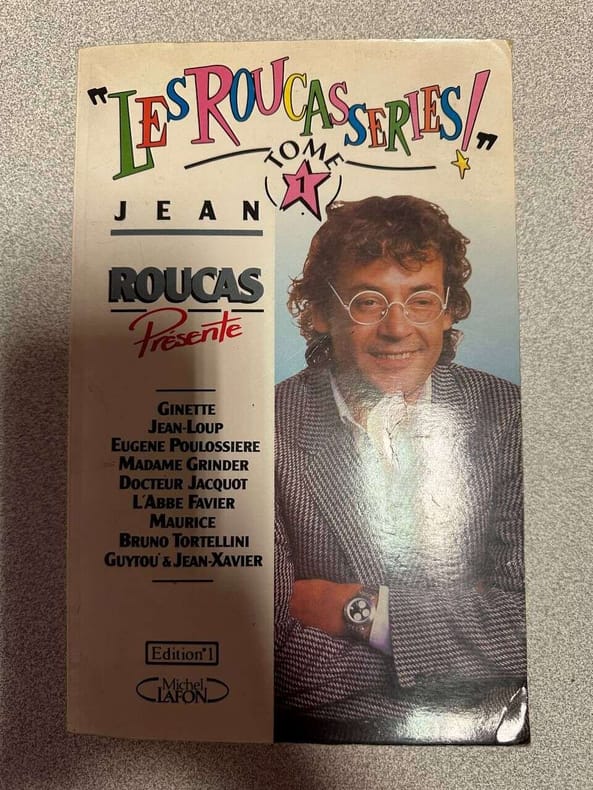 "LES ROUCASSERIES!"
TOME
1
JEAN
ROUCAS
Présente
GINETTE
JEAN-LOUP
EUGENE POULOSSIERE
MADAME GRINDER
DOCTEUR JACQUOT
L'ABBE FAVIER
MAURICE
BRUNO TORTELLINI
GUYTOU & JEAN-XAVIER
Edition°1
Michel
LAFON